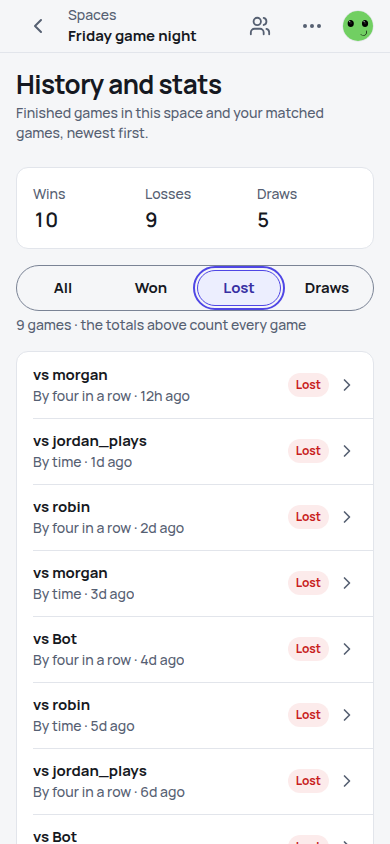 Spaces
Friday game night
History and stats
Finished games in this space and your matched
games, newest first.
Wins
Losses
Draws
10
9
5
All
Won
Lost
Draws
9 games · the totals above count every game
vs morgan
By four in a row · 12h ago
Lost
vs jordan_plays
By time · 1d ago
Lost
vs robin
By four in a row · 2d ago
Lost
vs morgan
By time · 3d ago
Lost
vs Bot
By four in a row · 4d ago
Lost
vs robin
By time · 5d ago
Lost
vs jordan_plays
By four in a row · 6d ago
Lost
vs Bot